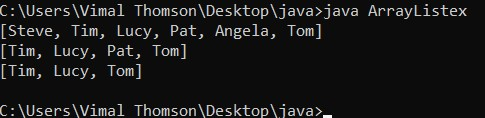 C:\Users\Vimal Thomson\Desktop\java>java ArrayListex
[Steve, Tim, Lucy, Pat, Angela, Tom]
[Tim, Lucy, Pat, Tom]
[Tim, Lucy, Tom]
C:\Users\Vimal Thomson\Desktop\java>